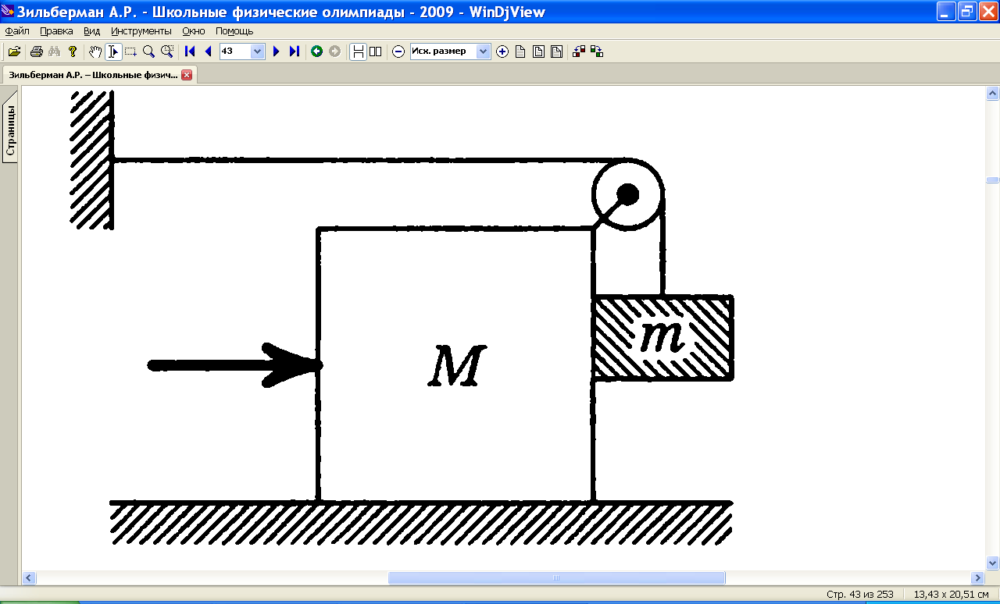 Зильберман А.Р. - Школьные физические олимпиады - 2009 - WinDjView
Файл Правка Вид Инструменты Окно Помощь
43 Исх. размер
Зильберман А.Р. – Школьные физич...
Страницы
M
m
Стр. 43 из 253 13,43 x 20,51 см